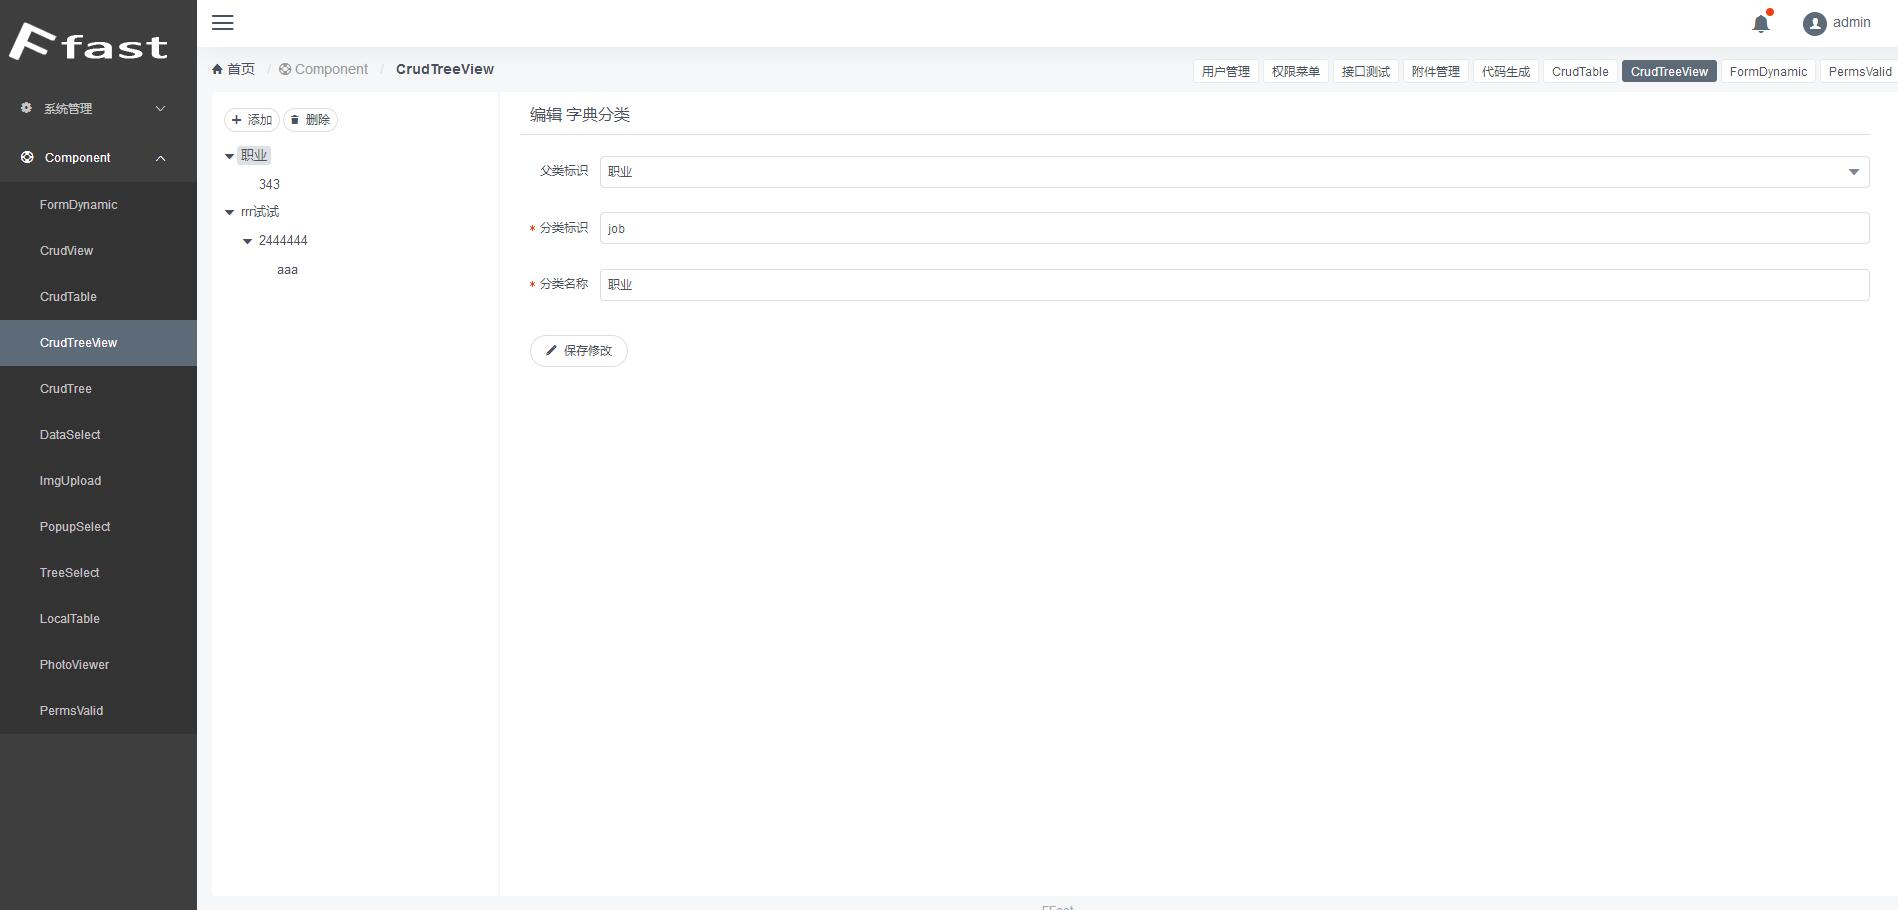 Ffast
admin
首页 / Component / CrudTreeView
用户管理 权限菜单 接口测试 附件管理 代码生成 CrudTable CrudTreeView FormDynamic PermsValid
系统管理
Component
FormDynamic
CrudView
CrudTable
CrudTreeView
CrudTree
DataSelect
ImgUpload
PopupSelect
TreeSelect
LocalTable
PhotoViewer
PermsValid
添加 删除
职业
343
rrr试试
2444444
aaa
编辑 字典分类
父类标识 职业
* 分类标识 job
* 分类名称 职业
保存修改